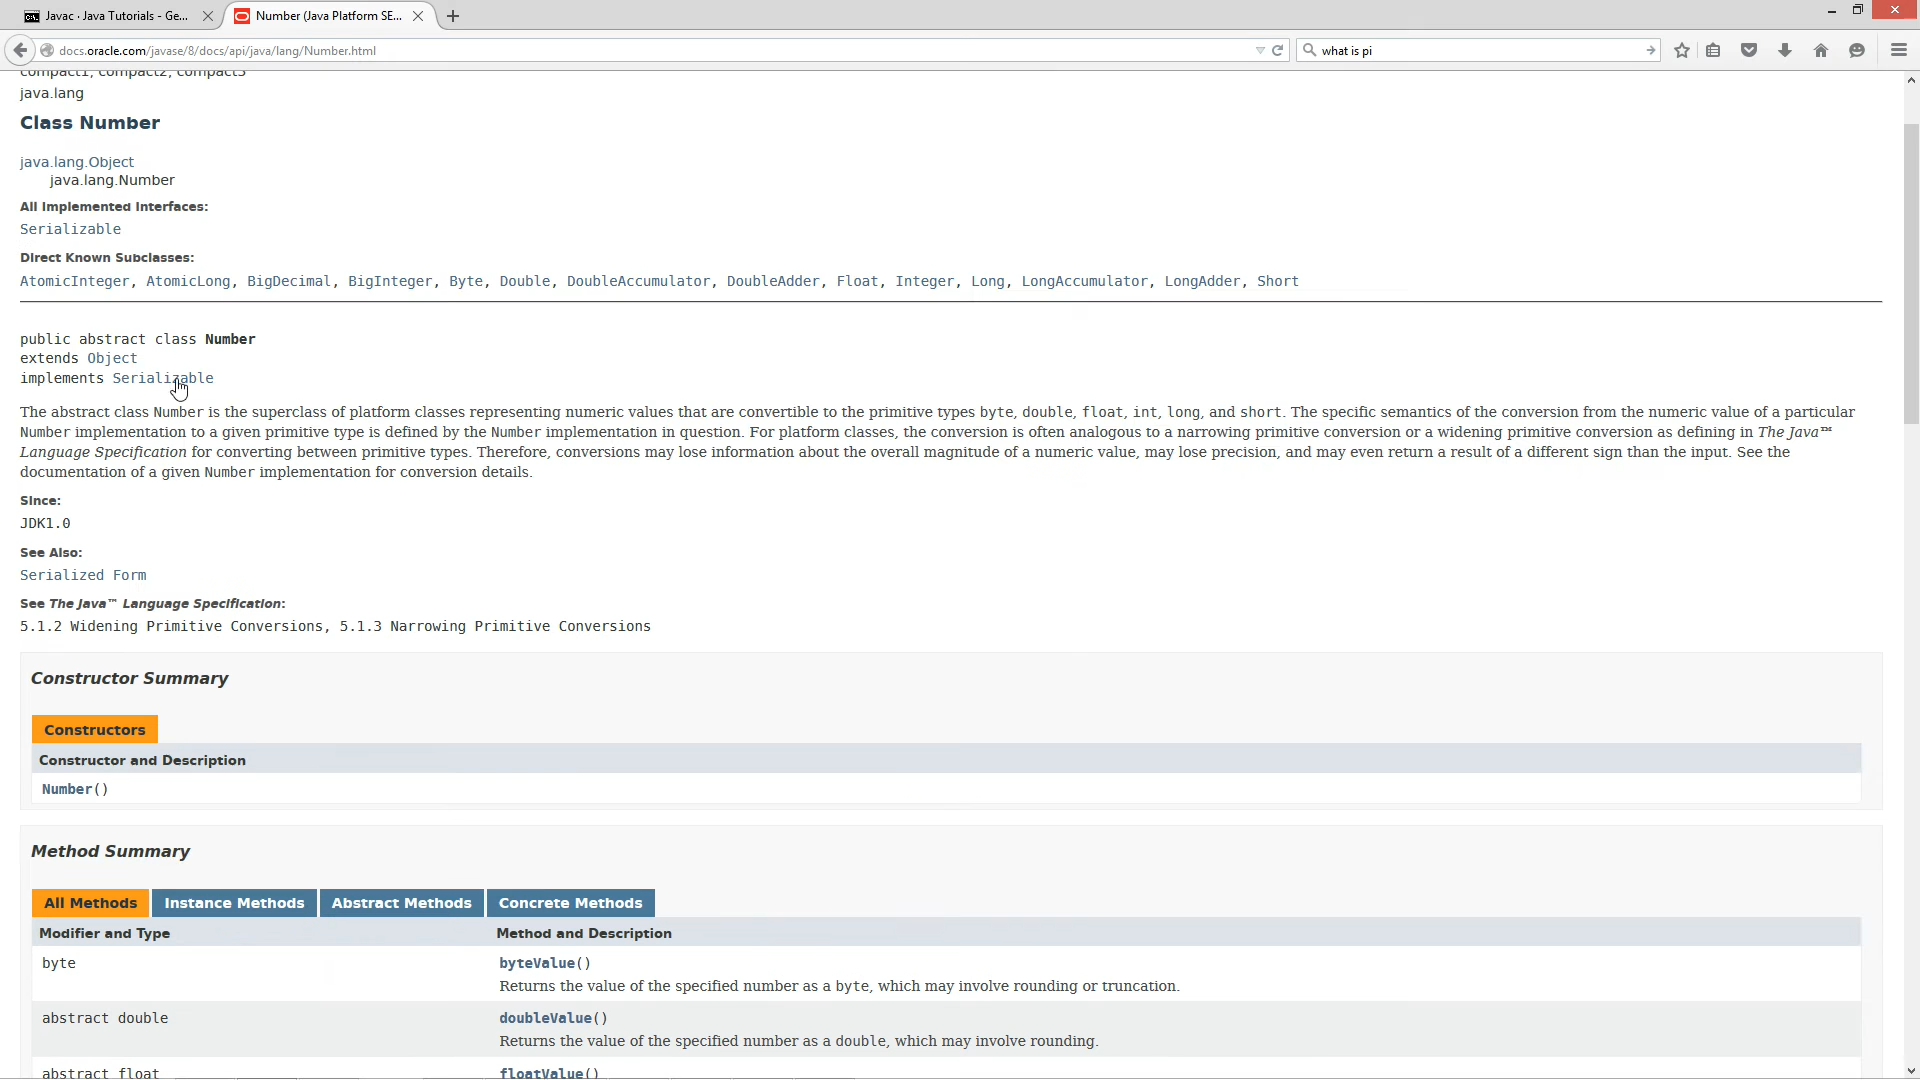 Javac · Java Tutorials - Ge...
Number (Java Platform SE...
docs.oracle.com/javase/8/docs/api/java/lang/Number.html
what is pi
compact1, compact2, compact3
java.lang
Class Number
java.lang.Object
java.lang.Number
All Implemented Interfaces:
Serializable
Direct Known Subclasses:
AtomicInteger, AtomicLong, BigDecimal, BigInteger, Byte, Double, DoubleAccumulator, DoubleAdder, Float, Integer, Long, LongAccumulator, LongAdder, Short
public abstract class Number
extends Object
implements Serializable
The abstract class Number is the superclass of platform classes representing numeric values that are convertible to the primitive types byte, double, float, int, long, and short. The specific semantics of the conversion from the numeric value of a particular
Number implementation to a given primitive type is defined by the Number implementation in question. For platform classes, the conversion is often analogous to a narrowing primitive conversion or a widening primitive conversion as defining in The Java™
Language Specification for converting between primitive types. Therefore, conversions may lose information about the overall magnitude of a numeric value, may lose precision, and may even return a result of a different sign than the input. See the
documentation of a given Number implementation for conversion details.
Since:
JDK1.0
See Also:
Serialized Form
See The Java™ Language Specification:
5.1.2 Widening Primitive Conversions, 5.1.3 Narrowing Primitive Conversions
Constructor Summary
Constructors
Constructor and Description
Number()
Method Summary
All Methods Instance Methods Abstract Methods Concrete Methods
Modifier and Type Method and Description
byte byteValue()
Returns the value of the specified number as a byte, which may involve rounding or truncation.
abstract double doubleValue()
Returns the value of the specified number as a double, which may involve rounding.
abstract float floatValue()